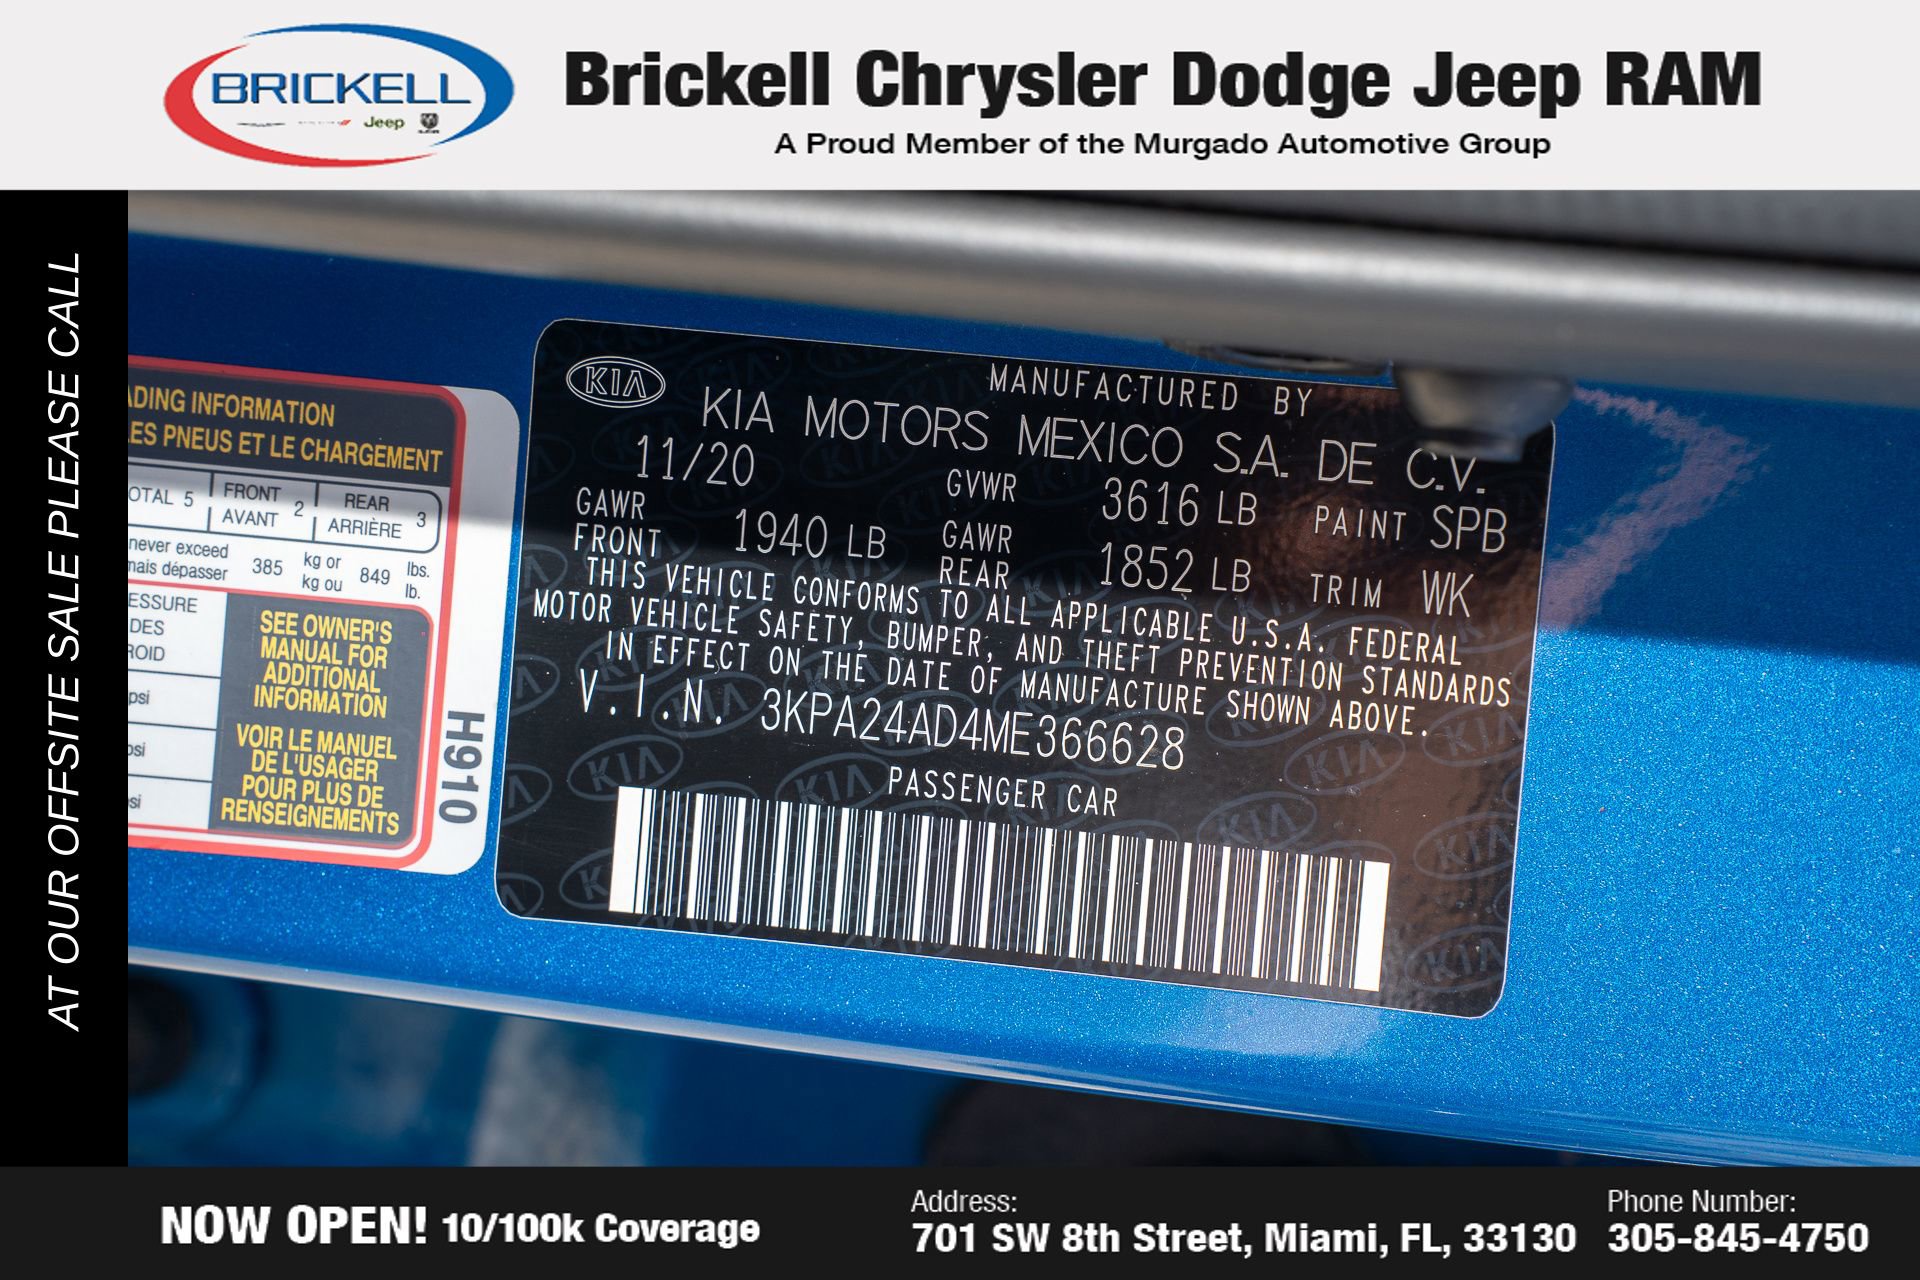 BRICKELL
Jeep
Brickell Chrysler Dodge Jeep RAM
A Proud Member of the Murgado Automotive Group
AT OUR OFFSITE SALE PLEASE CALL
ADING INFORMATION
LES PNEUS ET LE CHARGEMENT
OTAL 5 FRONT AVANT 2 REAR ARRIÈRE 3
never exceed
mais dépasser 385 kg or kg ou 849 lbs. lb.
ESSURE
DES
ROID
psi
psi
psi
SEE OWNER'S
MANUAL FOR
ADDITIONAL
INFORMATION
VOIR LE MANUEL
DE L'USAGER
POUR PLUS DE
RENSEIGNEMENTS
H910
KIA
MANUFACTURED BY
KIA MOTORS MEXICO S.A. DE C.V.
11/20 GVWR 3616 LB PAINT SPB
GAWR FRONT 1940 LB GAWR REAR 1852 LB TRIM WK
THIS VEHICLE CONFORMS TO ALL APPLICABLE U.S.A. FEDERAL
MOTOR VEHICLE SAFETY, BUMPER, AND THEFT PREVENTION STANDARDS
IN EFFECT ON THE DATE OF MANUFACTURE SHOWN ABOVE.
V.I.N. 3KPA24AD4ME366628
PASSENGER CAR
NOW OPEN! 10/100k Coverage
Address:
701 SW 8th Street, Miami, FL, 33130
Phone Number:
305-845-4750